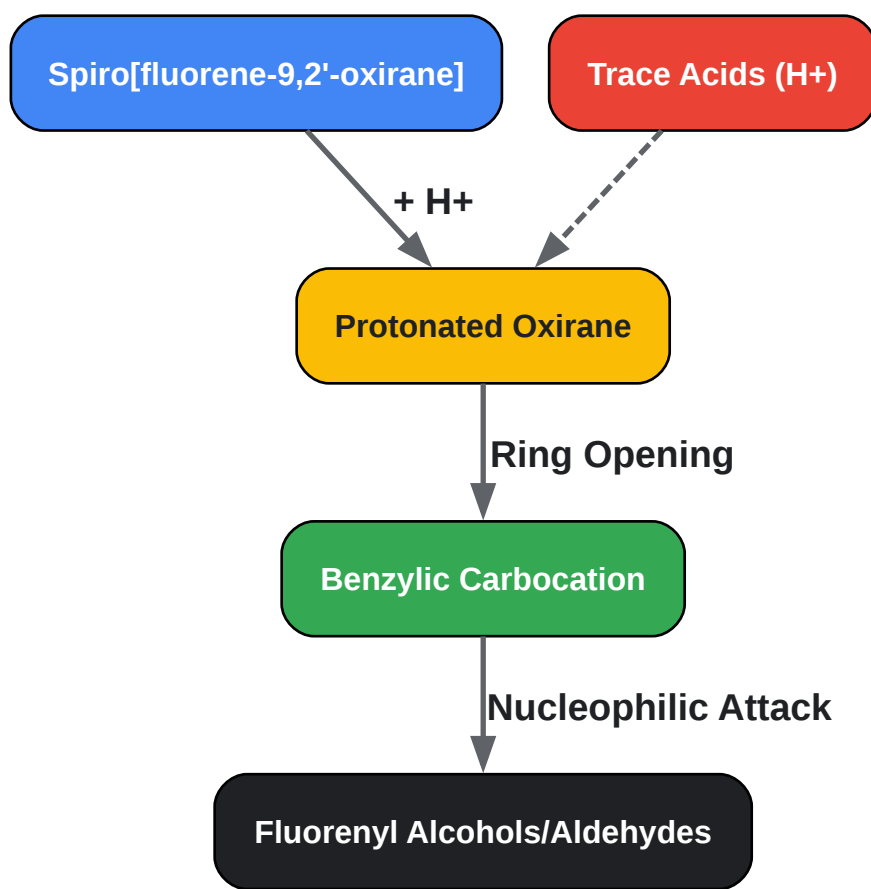 Spiro[fluorene-9,2'-oxirane]
Trace Acids (H+)
+ H+
Protonated Oxirane
Ring Opening
Benzylic Carbocation
Nucleophilic Attack
Fluorenyl Alcohols/Aldehydes